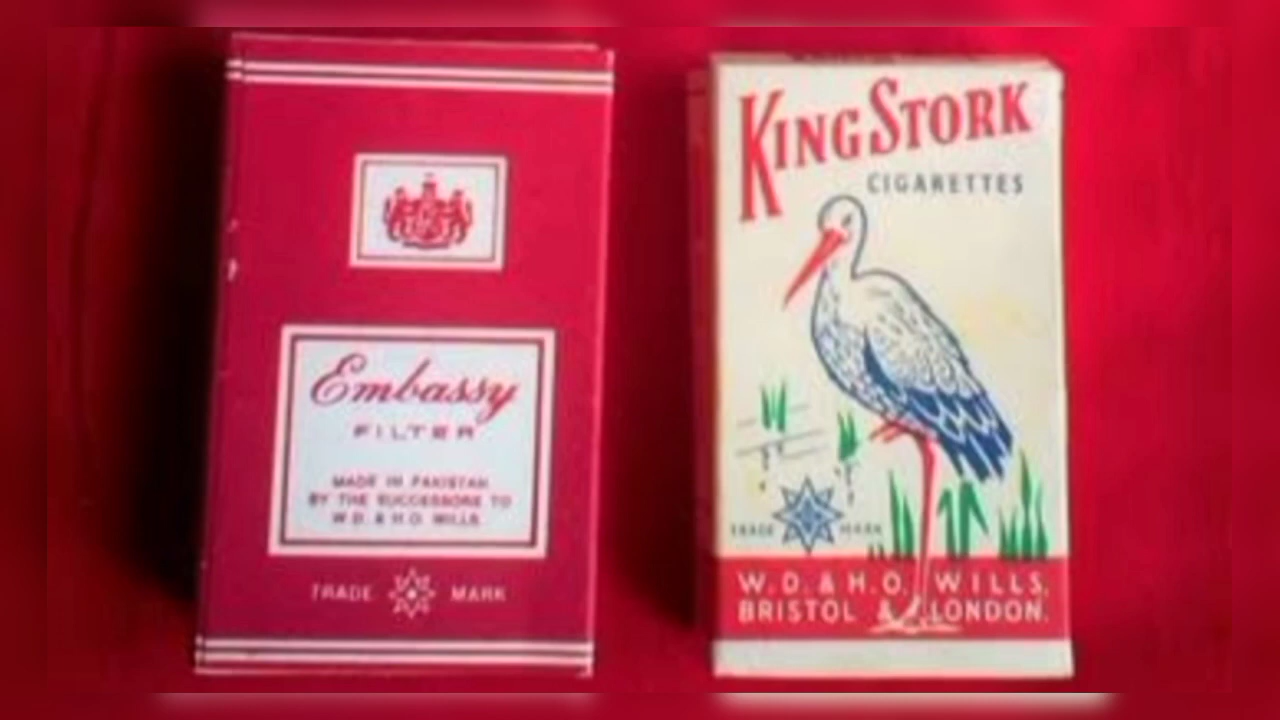 Embassy
FILTER
MADE IN PAKISTAN
BY THE SUCCESSORS TO
W.D. & H.O. WILLS
TRADE MARK
KING STORK
CIGARETTES
TRADE MARK
W.D. & H.O. WILLS,
BRISTOL & LONDON.